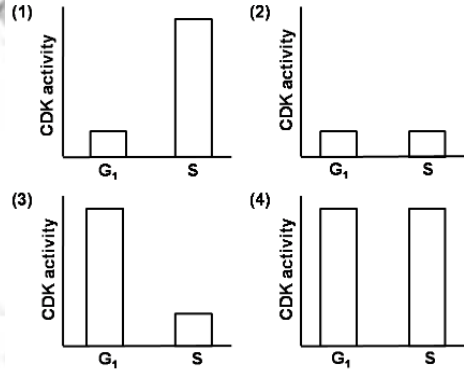 (1)
CDK activity
G₁ S
(2)
CDK activity
G₁ S
(3)
CDK activity
G₁ S
(4)
CDK activity
G₁ S